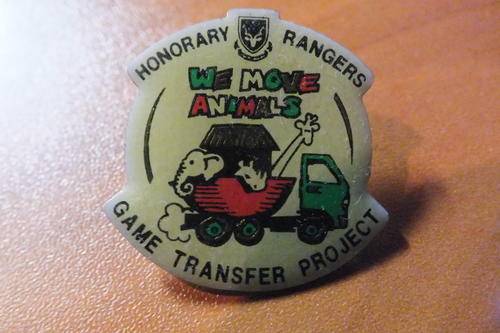 HONORARY RANGERS
WE MOVE
ANIMALS
GAME TRANSFER PROJECT